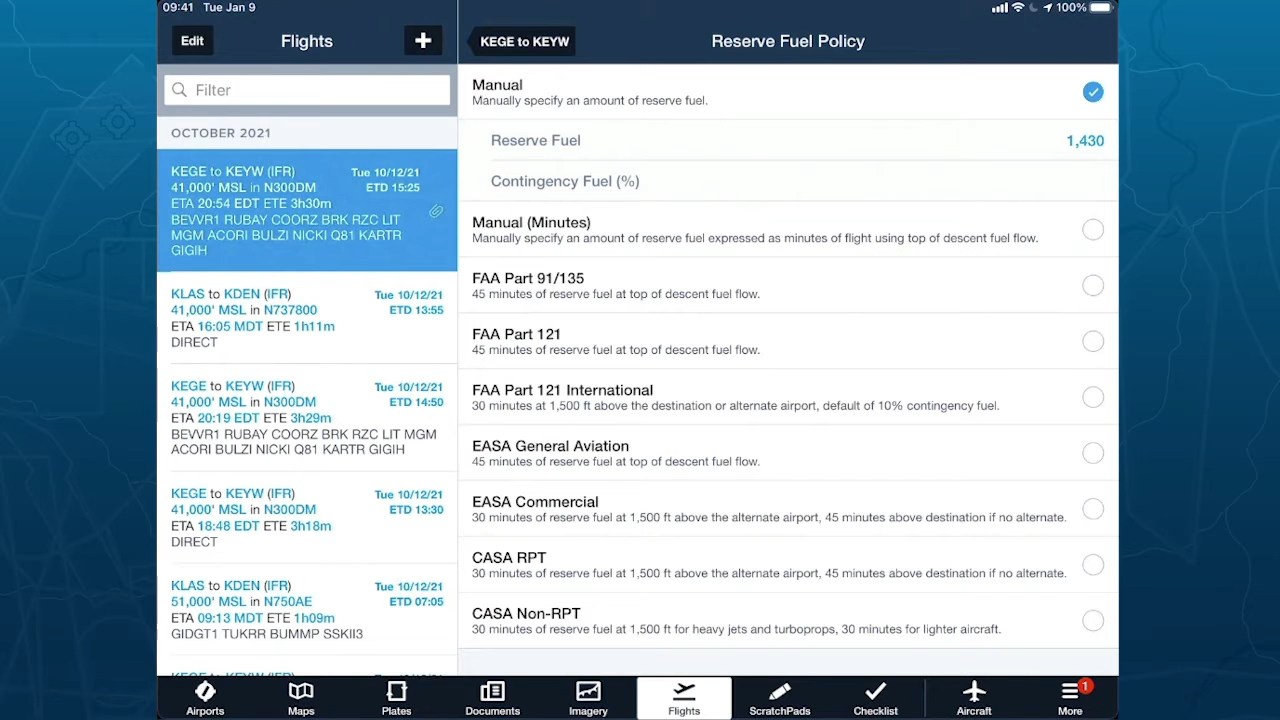 09:41 Tue Jan 9
100%
Edit
Flights
+
Filter
OCTOBER 2021
KEGE to KEYW (IFR)
Tue 10/12/21
41,000' MSL in N300DM
ETD 15:25
ETA 20:54 EDT ETE 3h30m
BEVVR1 RUBAY COORZ BRK RZC LIT
MGM ACORI BULZI NICKI Q81 KARTR
GIGIH
KLAS to KDEN (IFR)
Tue 10/12/21
41,000' MSL in N737800
ETD 13:55
ETA 16:05 MDT ETE 1h11m
DIRECT
KEGE to KEYW (IFR)
Tue 10/12/21
41,000' MSL in N300DM
ETD 14:50
ETA 20:19 EDT ETE 3h29m
BEVVR1 RUBAY COORZ BRK RZC LIT MGM
ACORI BULZI NICKI Q81 KARTR GIGIH
KEGE to KEYW (IFR)
Tue 10/12/21
41,000' MSL in N300DM
ETD 13:30
ETA 18:48 EDT ETE 3h18m
DIRECT
KLAS to KDEN (IFR)
Tue 10/12/21
51,000' MSL in N750AE
ETD 07:05
ETA 09:13 MDT ETE 1h09m
GIDGT1 TUKRR BUMMP SSKII3
KEGE to KEYW
Reserve Fuel Policy
Manual
Manually specify an amount of reserve fuel.
Reserve Fuel
1,430
Contingency Fuel (%)
Manual (Minutes)
Manually specify an amount of reserve fuel expressed as minutes of flight using top of descent fuel flow.
FAA Part 91/135
45 minutes of reserve fuel at top of descent fuel flow.
FAA Part 121
45 minutes of reserve fuel at top of descent fuel flow.
FAA Part 121 International
30 minutes at 1,500 ft above the destination or alternate airport, default of 10% contingency fuel.
EASA General Aviation
45 minutes of reserve fuel at top of descent fuel flow.
EASA Commercial
30 minutes of reserve fuel at 1,500 ft above the alternate airport, 45 minutes above destination if no alternate.
CASA RPT
30 minutes of reserve fuel at 1,500 ft above the alternate airport, 45 minutes above destination if no alternate.
CASA Non-RPT
30 minutes of reserve fuel at 1,500 ft for heavy jets and turboprops, 30 minutes for lighter aircraft.
Airports
Maps
Plates
Documents
Imagery
Flights
ScratchPads
Checklist
Aircraft
1
More